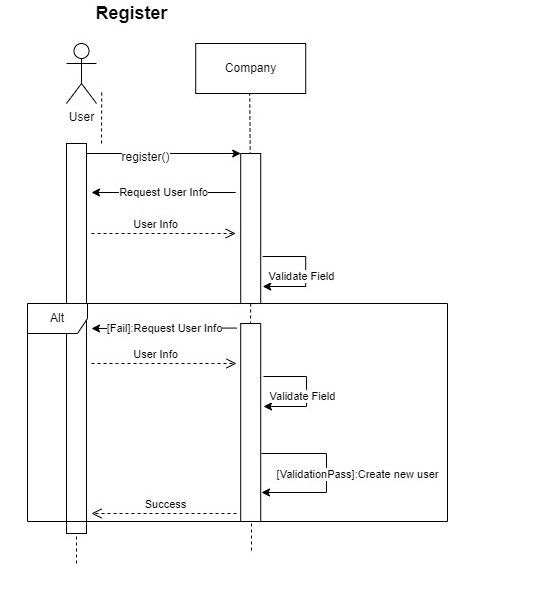 Register
Company
User
register()
Request User Info
User Info
Validate Field
Alt
[Fail]:Request User Info
User Info
Validate Field
[ValidationPass]:Create new user
Success